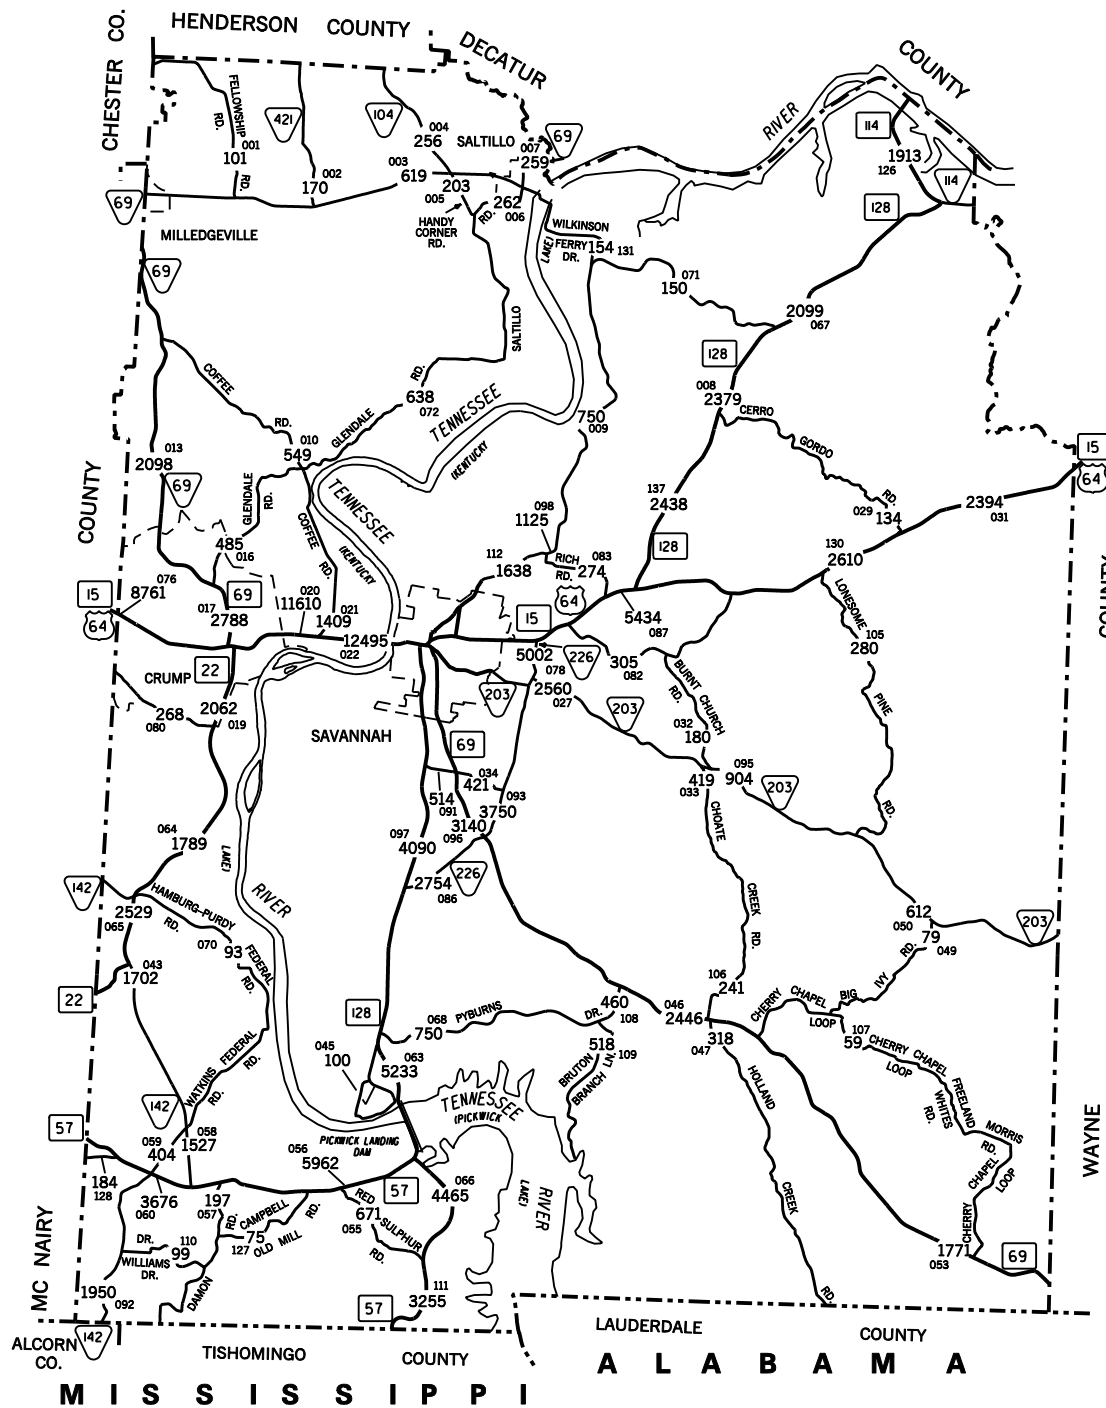 HENDERSON COUNTY
CHESTER CO.
DECATUR
COUNTY
RIVER
FELLOWSHIP
RD.
RD.
421
104
004
256
SALTILLO
007
259
69
114
1913
126
114
001
101
002
170
003
619
203
005
262
006
RD.
HANDY
CORNER
RD.
128
69
MILLEDGEVILLE
LAKE)
WILKINSON
FERRY
DR.
154
131
69
071
150
2099
067
SALTILLO
128
COFFEE
RD.
RD.
638
072
TENNESSEE
(KENTUCKY
008
2379
CERRO
GORDO
RD.
750
009
010
549
GLENDALE
013
2098
COUNTY
69
GLENDALE
RD.
TENNESSEE
(KENTUCKY
15
64
137
2438
029
134
2394
031
COFFEE
RD.
098
1125
485
016
128
130
2610
COUNTY
112
1638
RICH
RD.
083
274
15
64
076
8761
69
017
2788
020
11610
021
1409
64
15
5434
087
LONESOME
105
280
12495
022
5002
078
226
305
082
BURNT CHURCH
RD.
CRUMP
22
2062
019
268
080
203
2560
027
203
PINE
SAVANNAH
69
032
180
034
421
514
091
093
3750
419
033
095
904
203
RD.
3140
096
CHOATE
064
1789
097
4090
LAKE)
2754
086
226
RIVER
142
HAMBURG-PURDY
RD.
2529
065
CREEK
RD.
612
050
203
79
049
070
93
FEDERAL
RD.
RD.
IVY
BIG
043
1702
22
106
241
CHERRY
CHAPEL
LOOP
128
068
PYBURNS
DR.
750
460
108
046
2446
107
59
CHERRY CHAPEL
LOOP
318
047
518
109
045
100
063
5233
BRUTON
BRANCH LN.
WATKINS
FEDERAL
RD.
RD.
HOLLAND
FREELAND
WHITES
RD.
142
TENNESSEE
(PICKWICK
57
058
1527
059
404
PICKWICK LANDING
DAM
MORRIS
RD.
WAYNE
056
5962
184
128
3676
060
197
057
57
066
4465
LAKE)
RIVER
CHAPEL
LOOP
RED
671
055
SULPHUR
RD.
CREEK
RD.
CAMPBELL
75
127
OLD MILL
RD.
CHERRY
MC NAIRY
DR.
110
99
WILLIAMS
DR.
1771
053
69
DAMON
1950
092
111
3255
57
RD.
142
ALCORN
CO.
TISHOMINGO
COUNTY
LAUDERDALE
COUNTY
ALABAMA
MISSISSIPPI